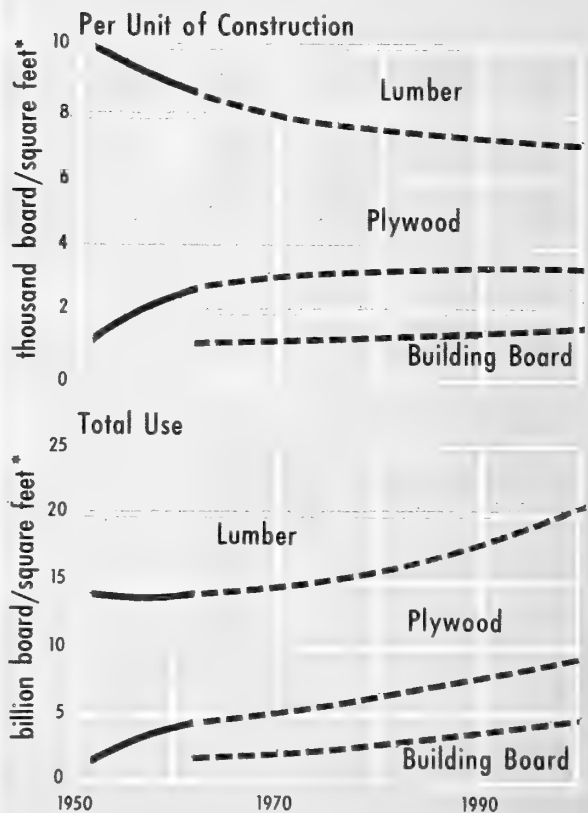 Per Unit of Construction
thousand board/square feet*
10
8
6
4
2
0
Lumber
Plywood
Building Board
Total Use
billion board/square feet*
25
20
15
10
5
0
Lumber
Plywood
Building Board
1950
1970
1990